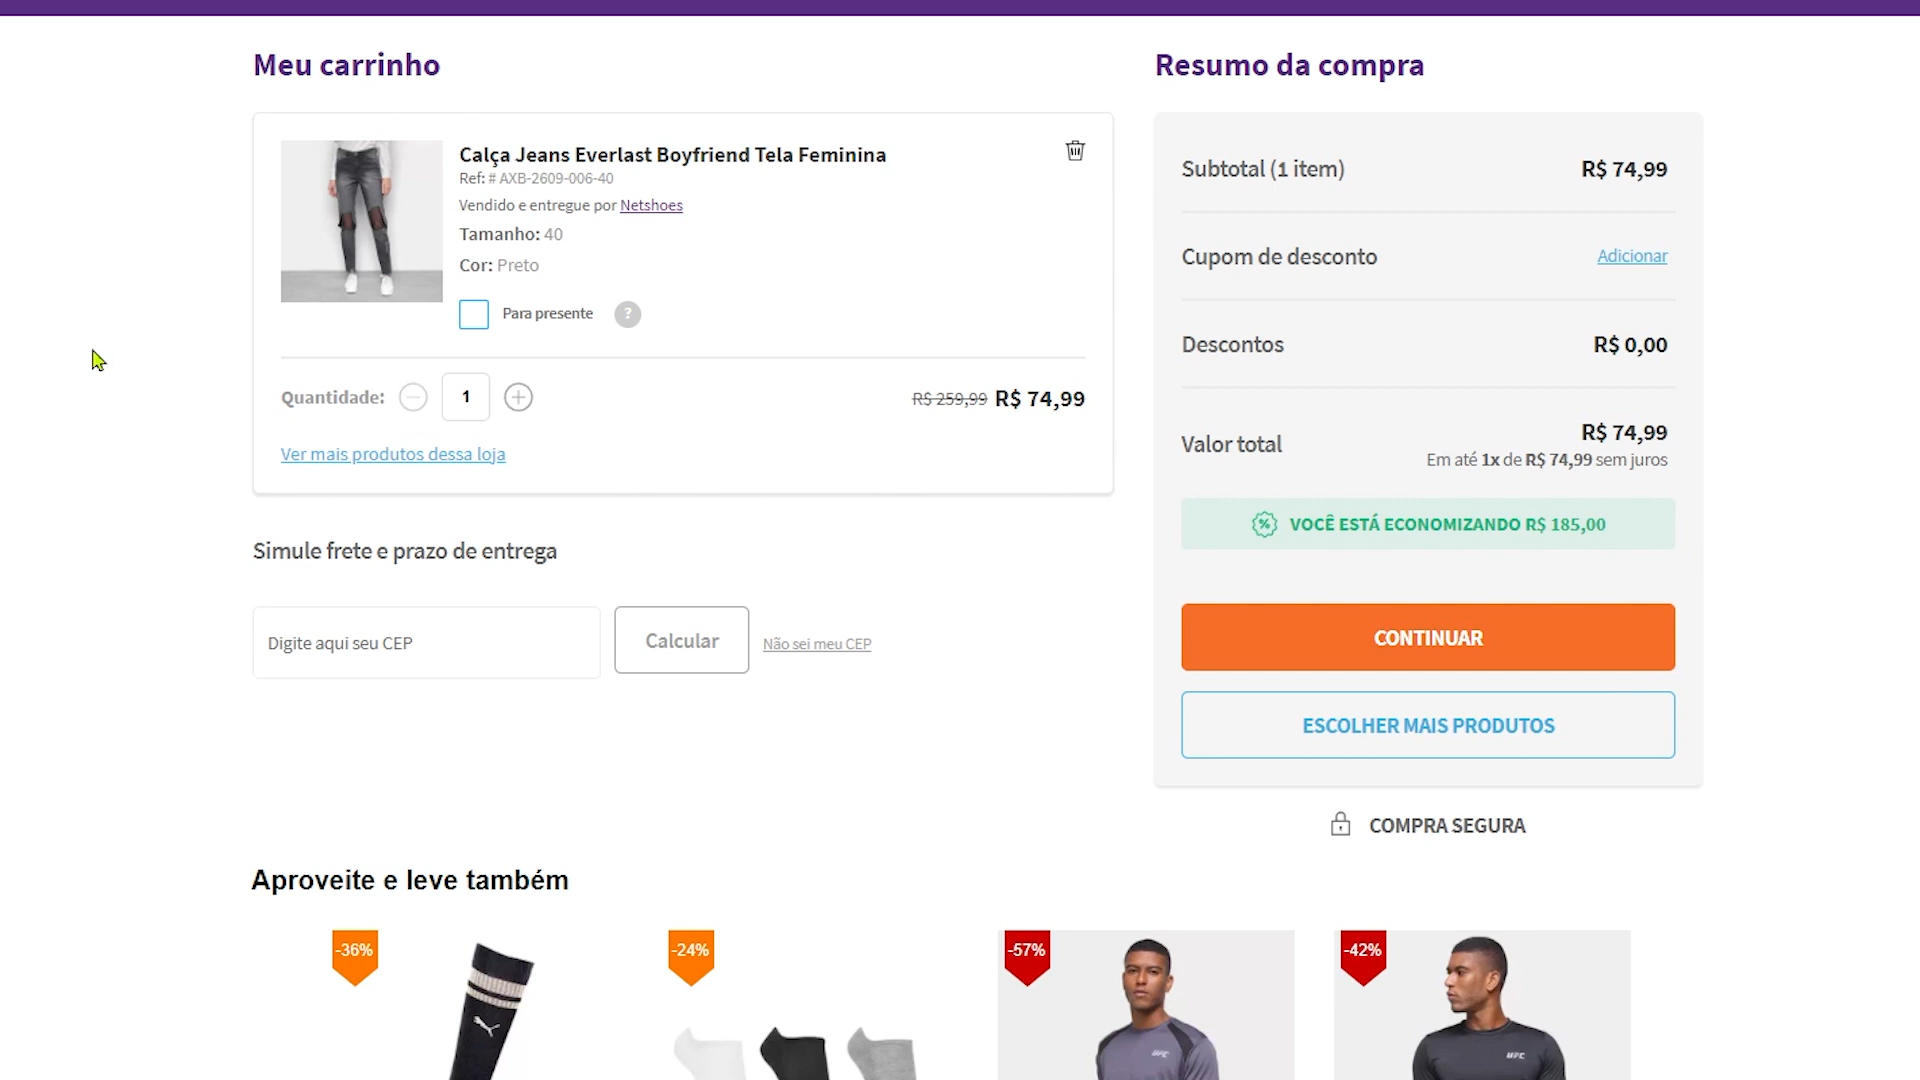 Meu carrinho
Calça Jeans Everlast Boyfriend Tela Feminina
Ref: # AXB-2609-006-40
Vendido e entregue por Netshoes
Tamanho: 40
Cor: Preto
Para presente ?
Quantidade: 1
R$ 259,99 R$ 74,99
Ver mais produtos dessa loja
Simule frete e prazo de entrega
Digite aqui seu CEP
Calcular
Não sei meu CEP
Resumo da compra
Subtotal (1 item) R$ 74,99
Cupom de desconto Adicionar
Descontos R$ 0,00
Valor total R$ 74,99
Em até 1x de R$ 74,99 sem juros
VOCÊ ESTÁ ECONOMIZANDO R$ 185,00
CONTINUAR
ESCOLHER MAIS PRODUTOS
COMPRA SEGURA
Aproveite e leve também
-36%
-24%
-57%
UFC
-42%
UFC